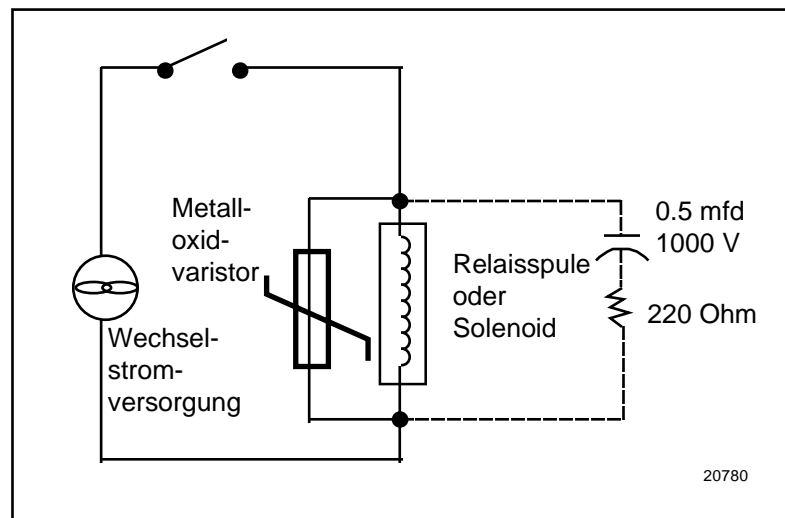 Metall-
oxid-
varistor
Wechsel-
strom-
versorgung
Relaisspule
oder
Solenoid
0.5 mfd
1000 V
220 Ohm
20780